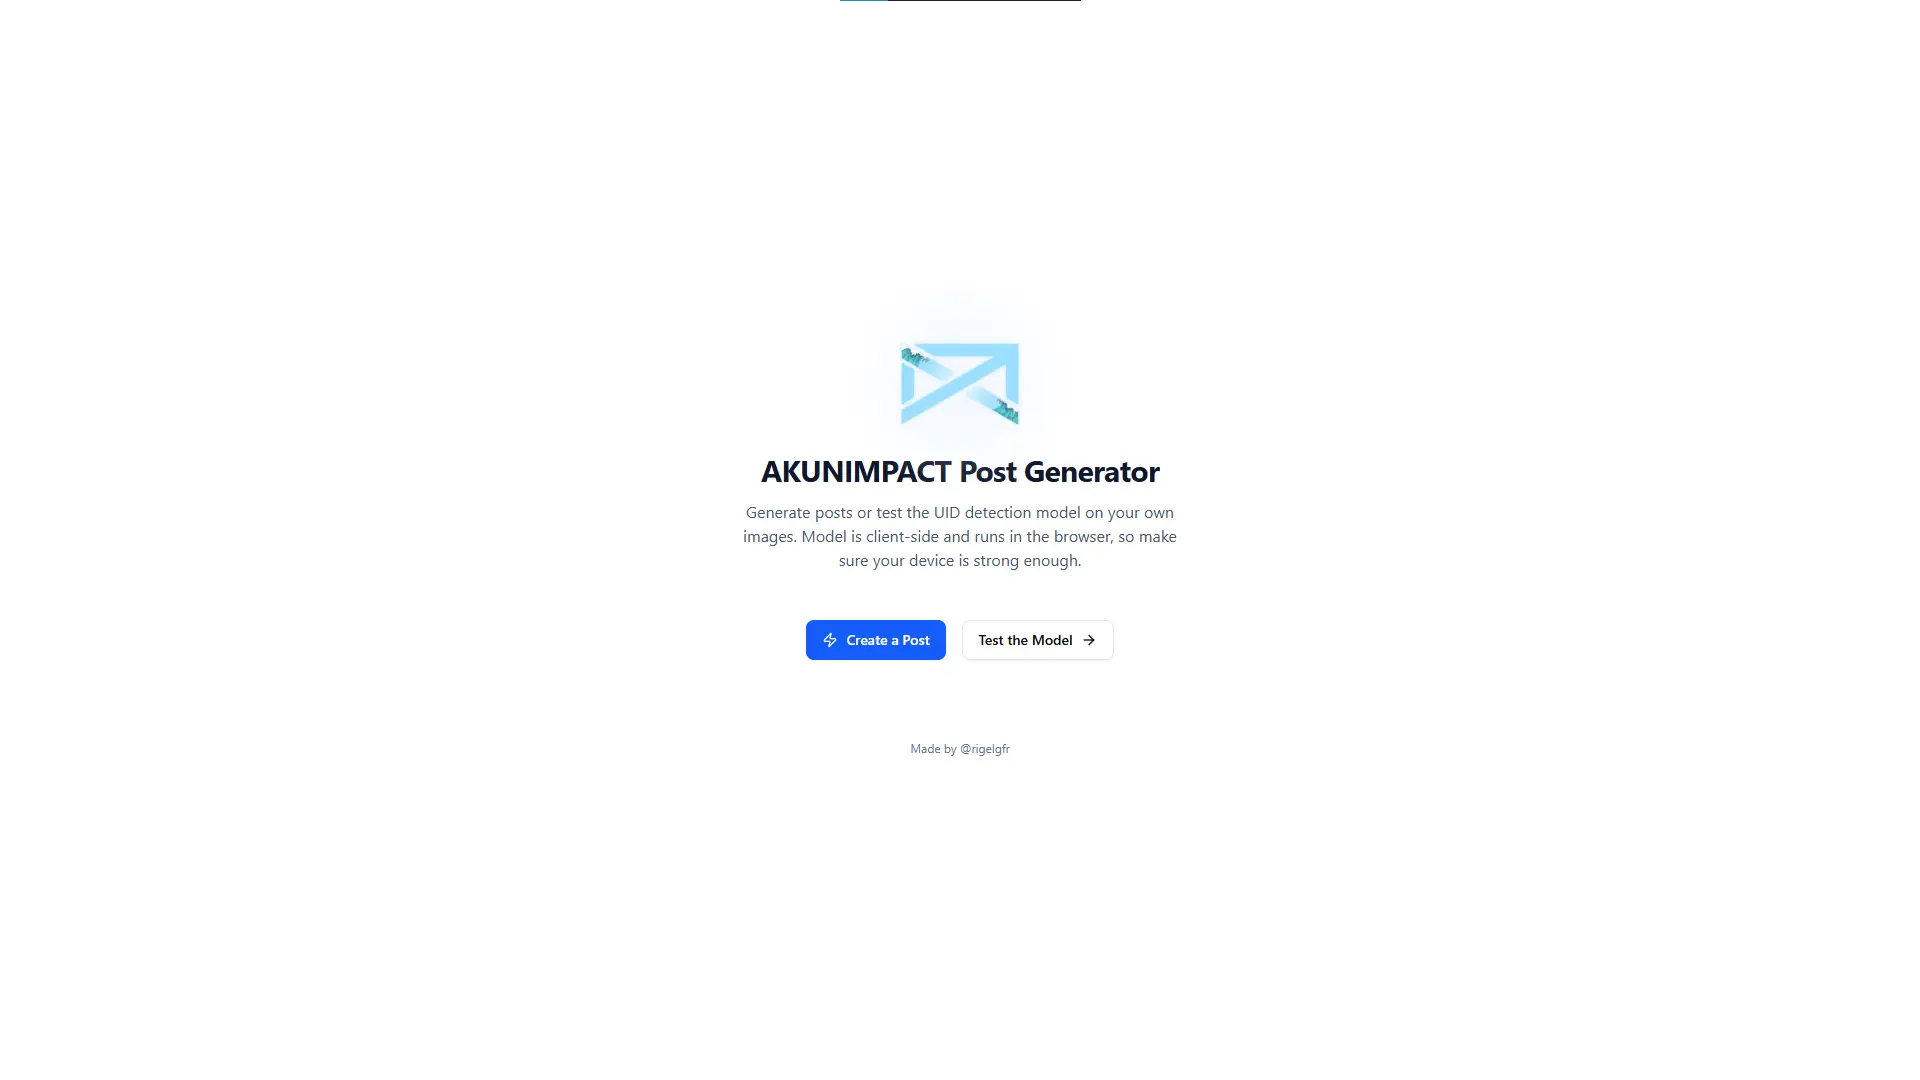 AKUNIMPACT Post Generator
Generate posts or test the UID detection model on your own
images. Model is client-side and runs in the browser, so make
sure your device is strong enough.
Create a Post
Test the Model
Made by @rigelgfr